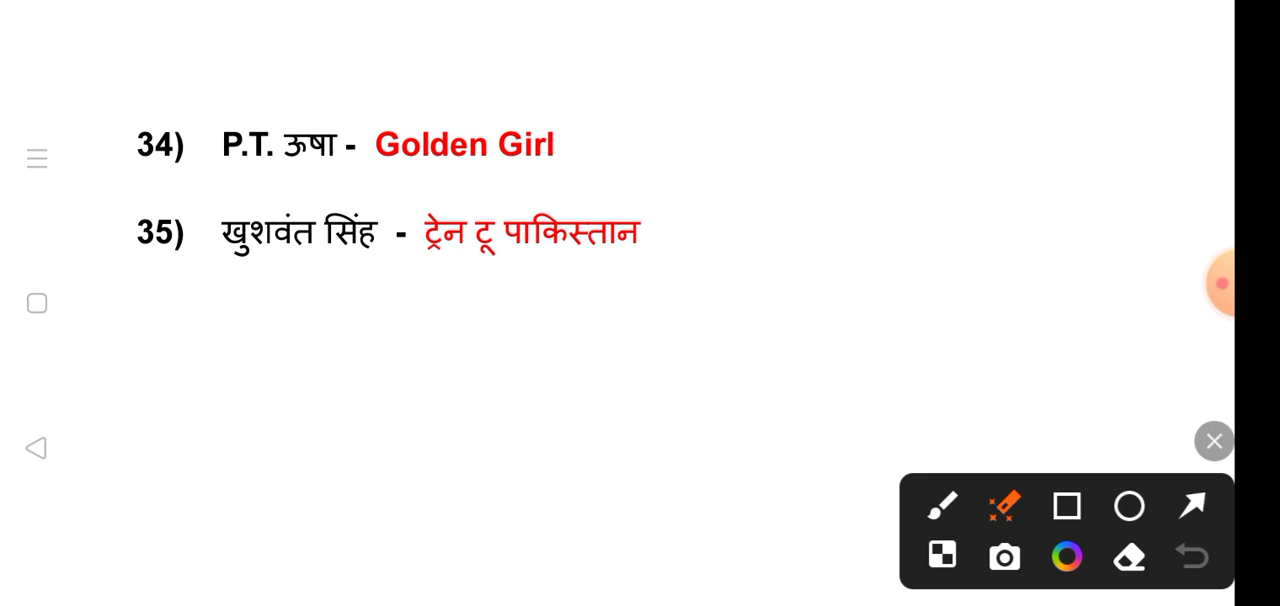 34) P.T. ऊषा - Golden Girl
35) खुशवंत सिंह - ट्रेन टू पाकिस्तान